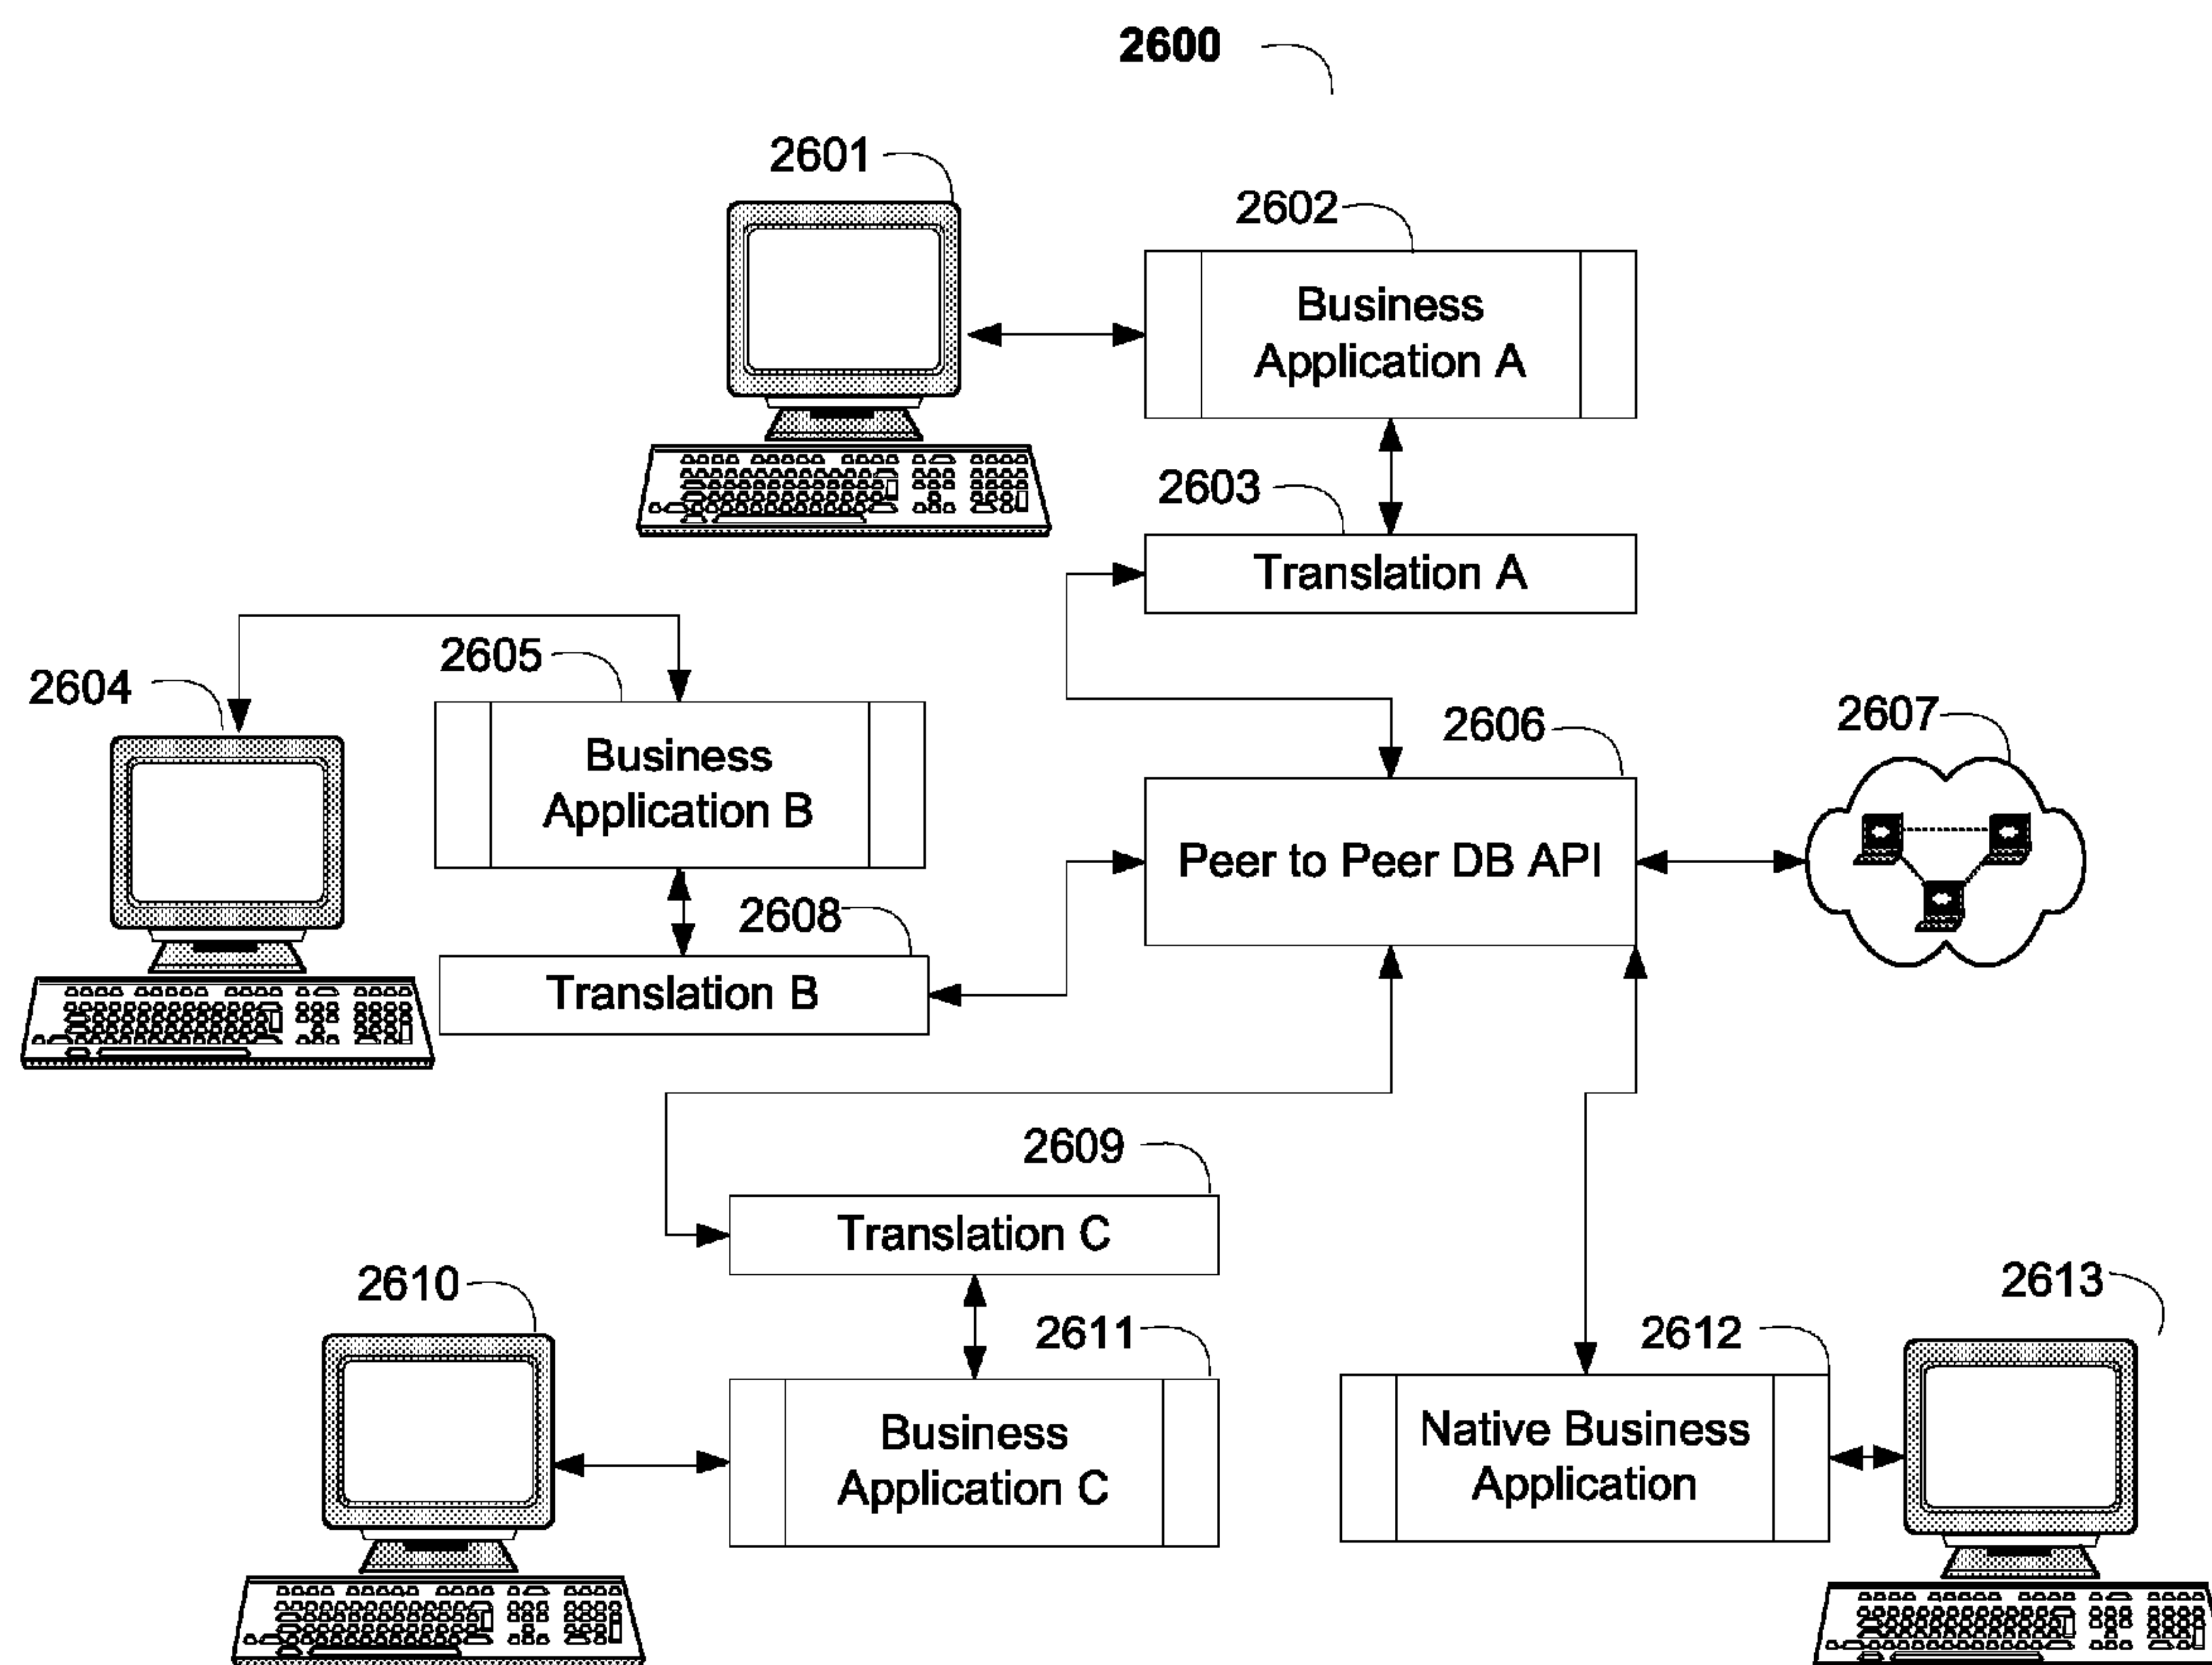 2600
2601
2602
Business
Application A
2603
Translation A
2604
2605
Business
Application B
2606
Peer to Peer DB API
2607
2608
Translation B
2609
Translation C
2610
2611
Business
Application C
2612
Native Business
Application
2613